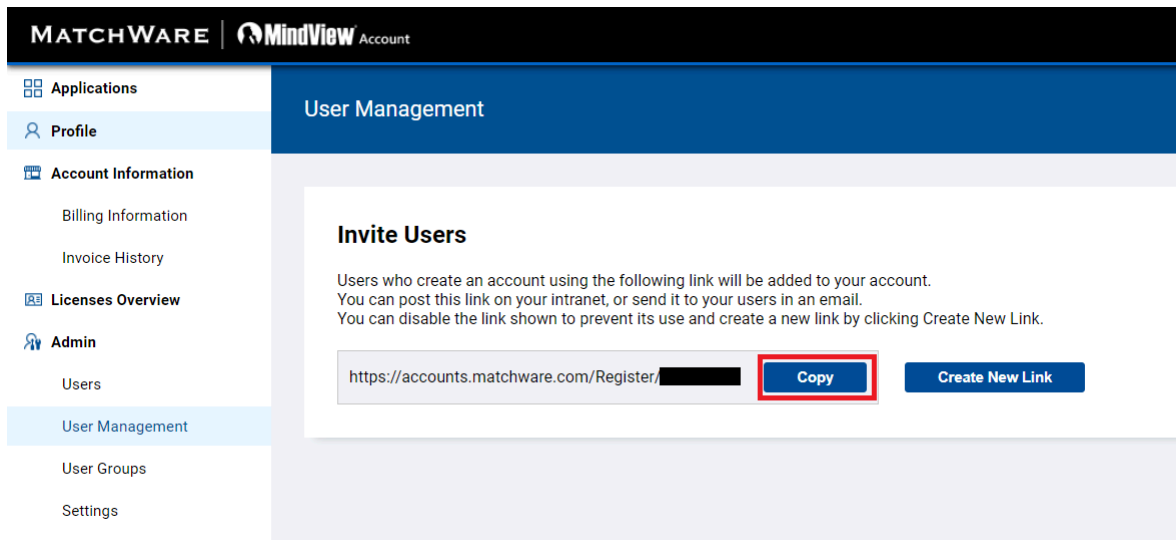 MATCHWARE | MindView Account
Applications
Profile
Account Information
Billing Information
Invoice History
Licenses Overview
Admin
Users
User Management
User Groups
Settings
User Management
Invite Users
Users who create an account using the following link will be added to your account.
You can post this link on your intranet, or send it to your users in an email.
You can disable the link shown to prevent its use and create a new link by clicking Create New Link.
https://accounts.matchware.com/Register/
Copy
Create New Link